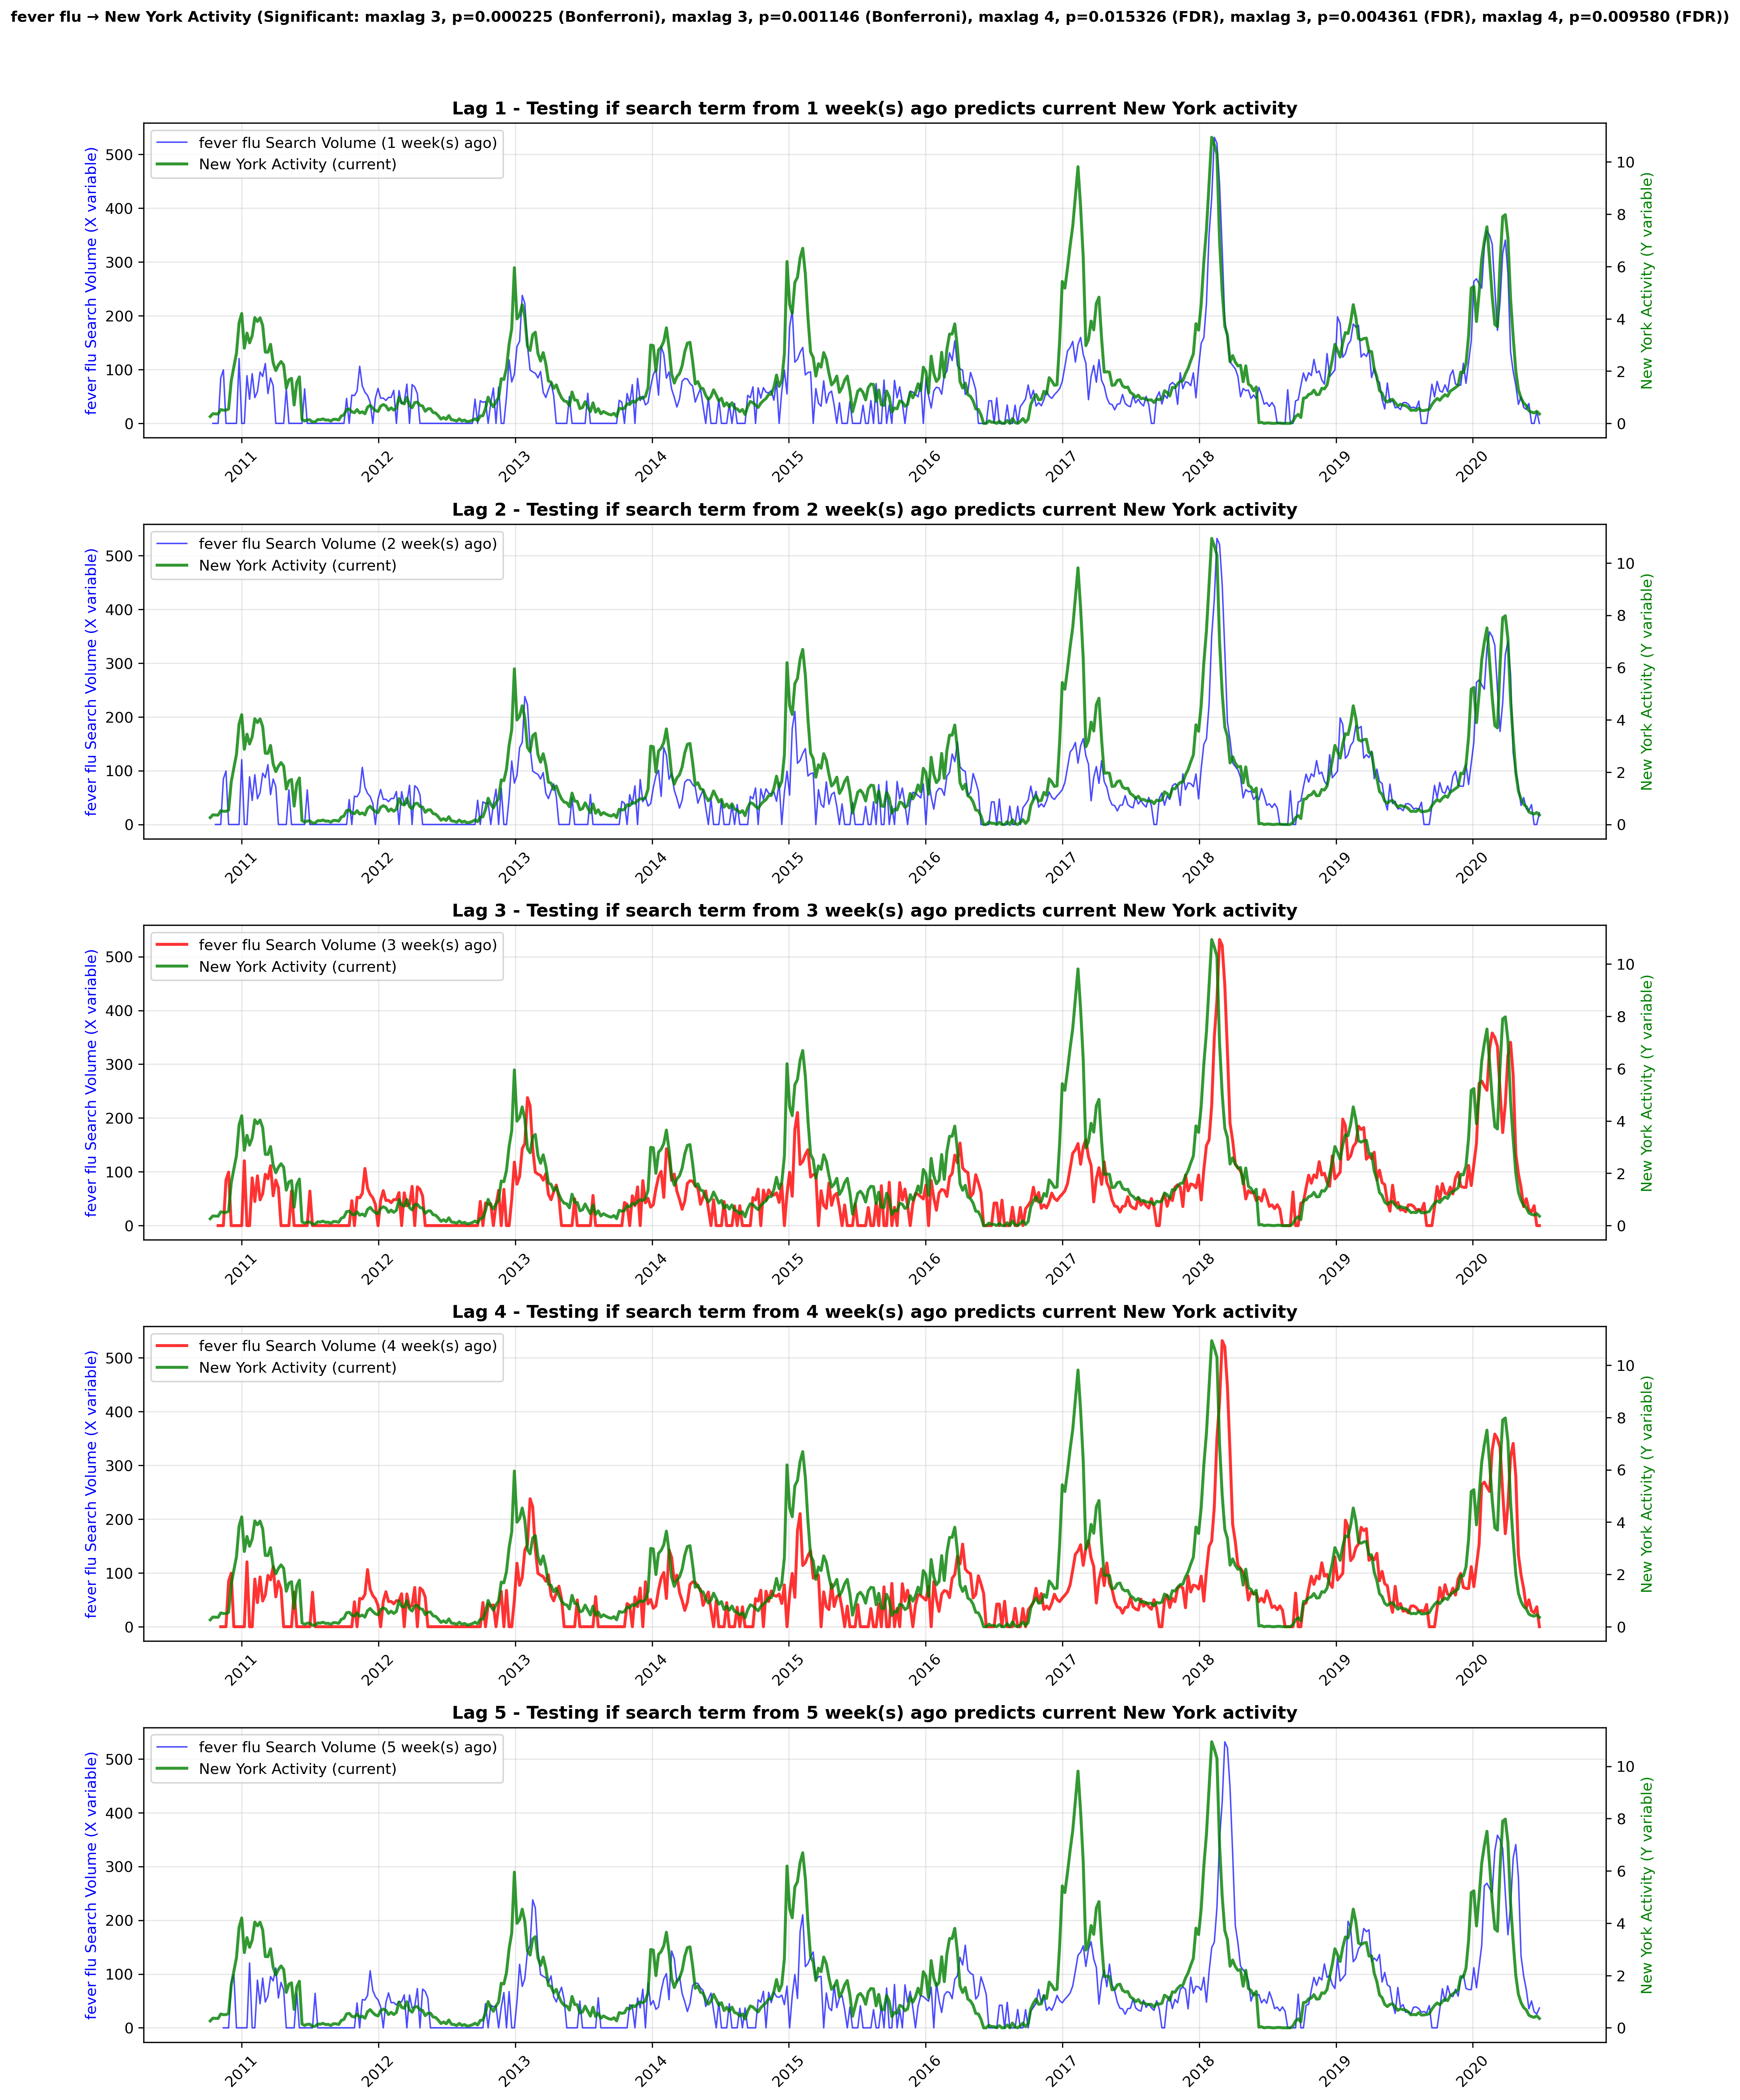 fever flu → New York Activity (Significant: maxlag 3, p=0.000225 (Bonferroni), maxlag 3, p=0.001146 (Bonferroni), maxlag 4, p=0.015326 (FDR), maxlag 3, p=0.004361 (FDR), maxlag 4, p=0.009580 (FDR))
Lag 1 - Testing if search term from 1 week(s) ago predicts current New York activity
fever flu Search Volume (1 week(s) ago)
New York Activity (current)
fever flu Search Volume (X variable)
New York Activity (Y variable)
500
400
300
200
100
0
10
8
6
4
2
0
2011 2012 2013 2014 2015 2016 2017 2018 2019 2020
Lag 2 - Testing if search term from 2 week(s) ago predicts current New York activity
fever flu Search Volume (2 week(s) ago)
New York Activity (current)
fever flu Search Volume (X variable)
New York Activity (Y variable)
500
400
300
200
100
0
10
8
6
4
2
0
2011 2012 2013 2014 2015 2016 2017 2018 2019 2020
Lag 3 - Testing if search term from 3 week(s) ago predicts current New York activity
fever flu Search Volume (3 week(s) ago)
New York Activity (current)
fever flu Search Volume (X variable)
New York Activity (Y variable)
500
400
300
200
100
0
10
8
6
4
2
0
2011 2012 2013 2014 2015 2016 2017 2018 2019 2020
Lag 4 - Testing if search term from 4 week(s) ago predicts current New York activity
fever flu Search Volume (4 week(s) ago)
New York Activity (current)
fever flu Search Volume (X variable)
New York Activity (Y variable)
500
400
300
200
100
0
10
8
6
4
2
0
2011 2012 2013 2014 2015 2016 2017 2018 2019 2020
Lag 5 - Testing if search term from 5 week(s) ago predicts current New York activity
fever flu Search Volume (5 week(s) ago)
New York Activity (current)
fever flu Search Volume (X variable)
New York Activity (Y variable)
500
400
300
200
100
0
10
8
6
4
2
0
2011 2012 2013 2014 2015 2016 2017 2018 2019 2020